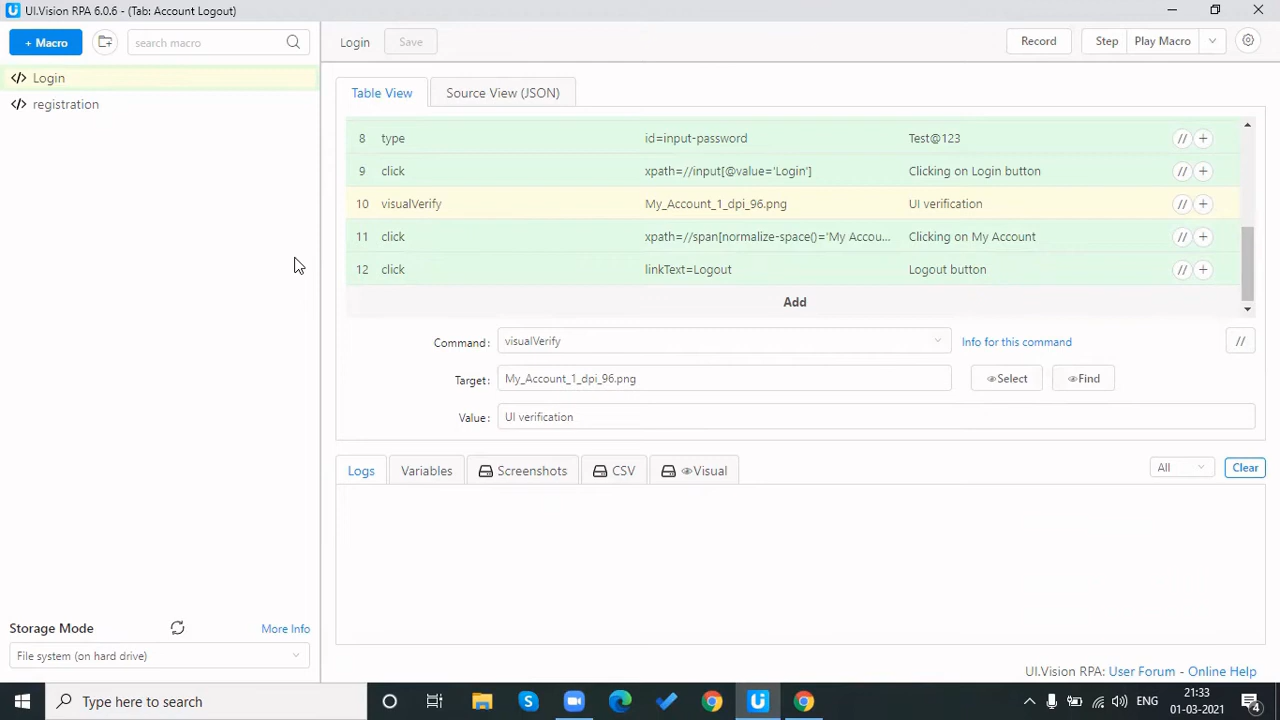 UI.Vision RPA 6.0.6 - (Tab: Account Logout)
+ Macro
search macro
Login
Save
Record
Step
Play Macro
Login
registration
Table View
Source View (JSON)
8 type id=input-password Test@123 //
9 click xpath=//input[@value='Login'] Clicking on Login button //
10 visualVerify My_Account_1_dpi_96.png UI verification //
11 click xpath=//span[normalize-space()='My Accou... Clicking on My Account //
12 click linkText=Logout Logout button //
Add
Command: visualVerify Info for this command //
Target: My_Account_1_dpi_96.png Select Find
Value: UI verification
Logs
Variables
Screenshots
CSV
Visual
All
Clear
Storage Mode
More Info
File system (on hard drive)
UI.Vision RPA: User Forum - Online Help
Type here to search
ENG
21:33
01-03-2021
4